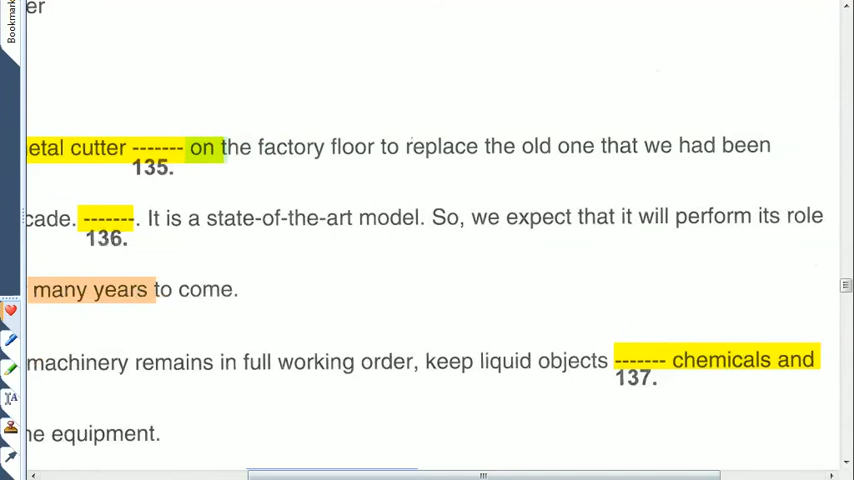 er
Bookmark
etal cutter ------- on the factory floor to replace the old one that we had been
135.
cade. -------. It is a state-of-the-art model. So, we expect that it will perform its role
136.
many years to come.
machinery remains in full working order, keep liquid objects ------- chemicals and
137.
ne equipment.